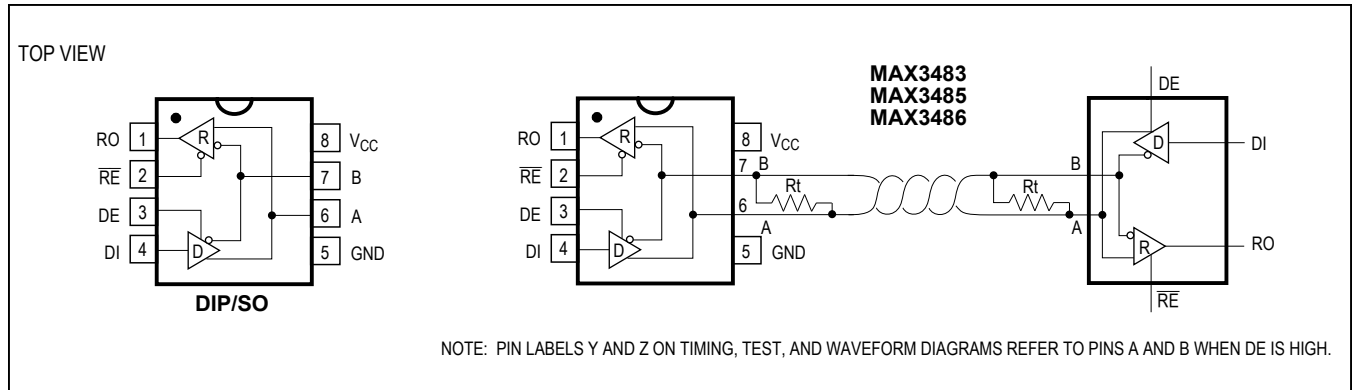 TOP VIEW
RO 1
RE 2
DE 3
DI 4
R
D
8 VCC
7 B
6 A
5 GND
DIP/SO
RO 1
RE 2
DE 3
DI 4
R
D
8 VCC
7 B
6 A
5 GND
Rt
MAX3483
MAX3485
MAX3486
Rt
B
A
DE
D
DI
R
RO
RE
NOTE: PIN LABELS Y AND Z ON TIMING, TEST, AND WAVEFORM DIAGRAMS REFER TO PINS A AND B WHEN DE IS HIGH.